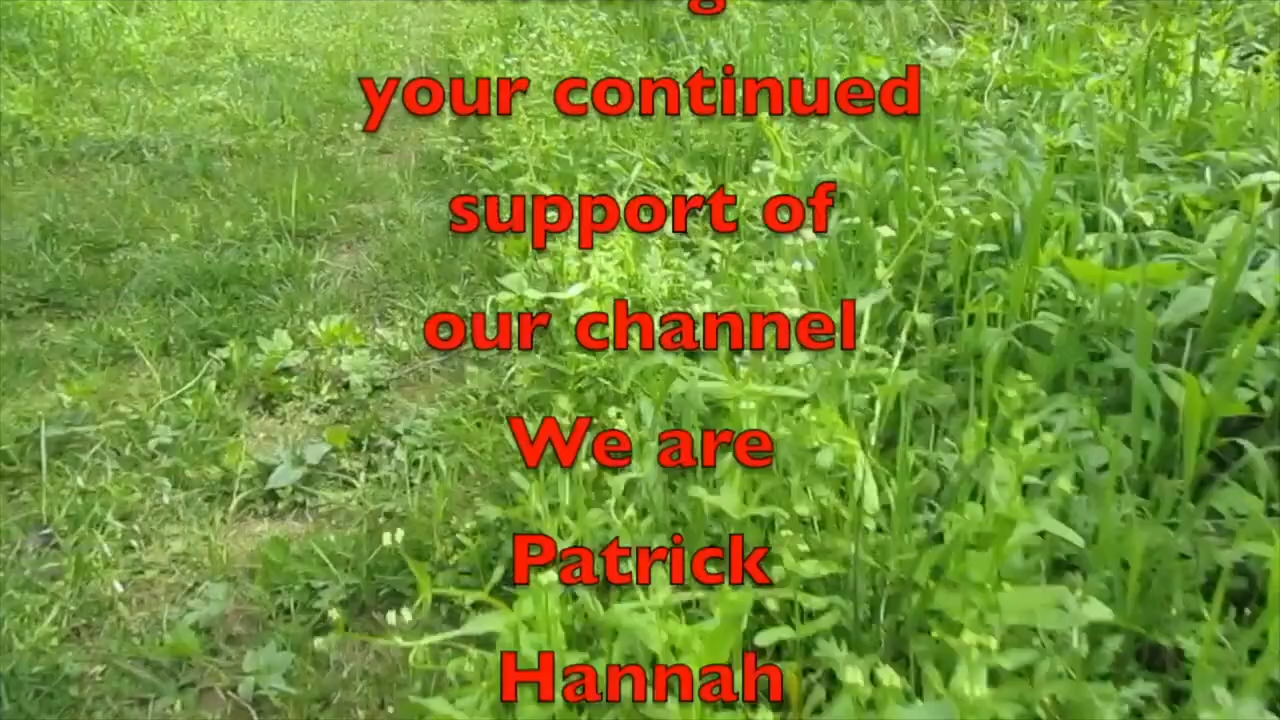 your continued
support of
our channel
We are
Patrick
Hannah